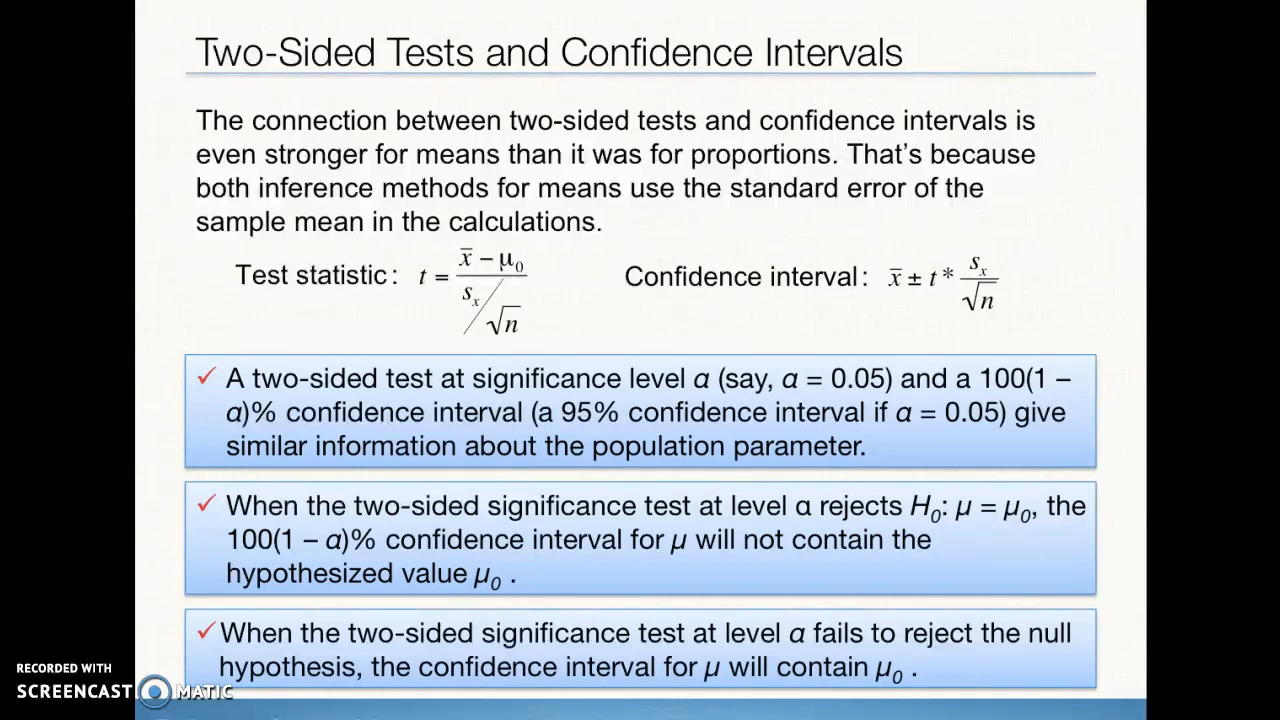 Two-Sided Tests and Confidence Intervals
The connection between two-sided tests and confidence intervals is
even stronger for means than it was for proportions. That’s because
both inference methods for means use the standard error of the
sample mean in the calculations.
Test statistic: t = (x̄ − μ₀) / (sₓ/√n)
Confidence interval: x̄ ± t* sₓ/√n
✓ A two-sided test at significance level α (say, α = 0.05) and a 100(1 –
α)% confidence interval (a 95% confidence interval if α = 0.05) give
similar information about the population parameter.
✓ When the two-sided significance test at level α rejects H₀: μ = μ₀, the
100(1 – α)% confidence interval for μ will not contain the
hypothesized value μ₀ .
✓ When the two-sided significance test at level α fails to reject the null
hypothesis, the confidence interval for μ will contain μ₀ .
RECORDED WITH
SCREENCAST MATIC